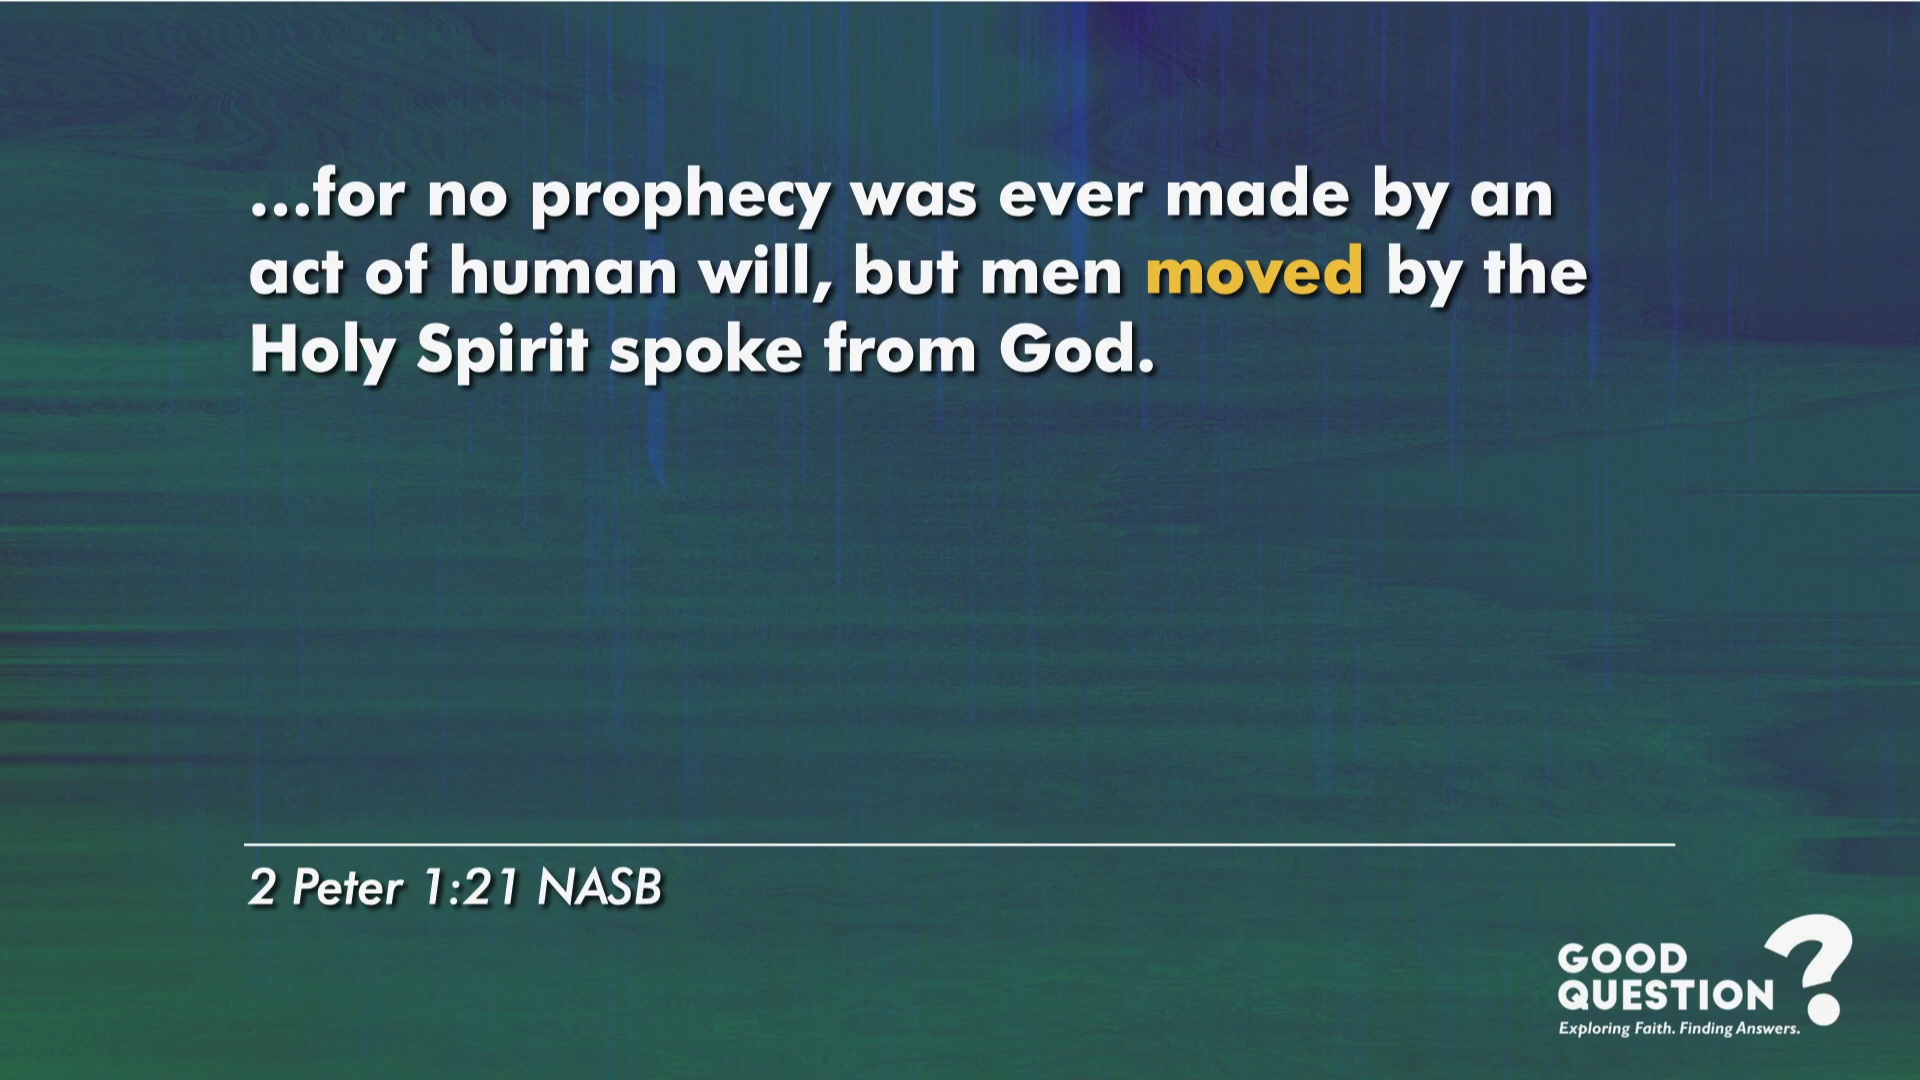 ...for no prophecy was ever made by an
act of human will, but men moved by the
Holy Spirit spoke from God.
2 Peter 1:21 NASB
GOOD
QUESTION?
Exploring Faith. Finding Answers.